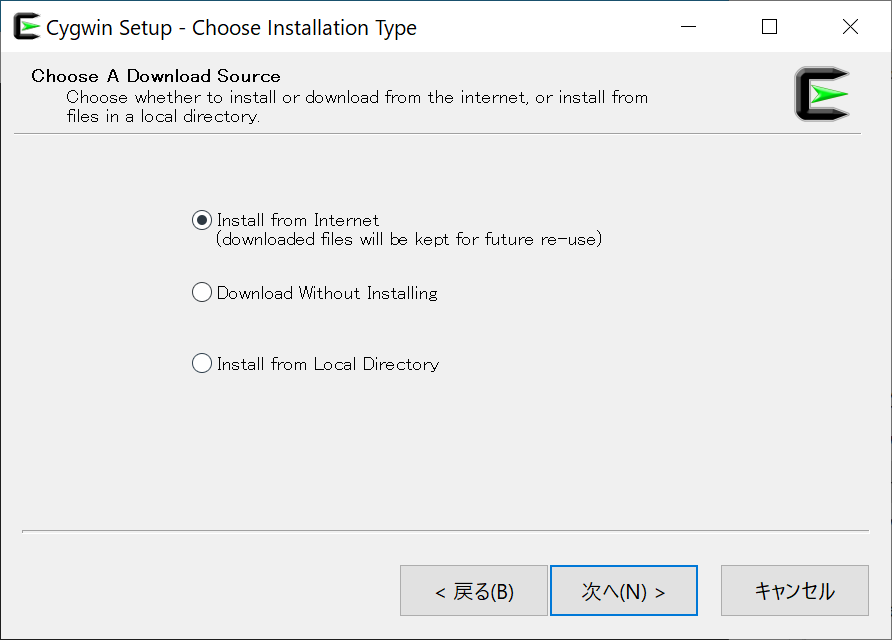 Cygwin Setup - Choose Installation Type
Choose A Download Source
Choose whether to install or download from the internet, or install from
files in a local directory.
Install from Internet
(downloaded files will be kept for future re-use)
Download Without Installing
Install from Local Directory
< 戻る(B)
次へ(N) >
キャンセル